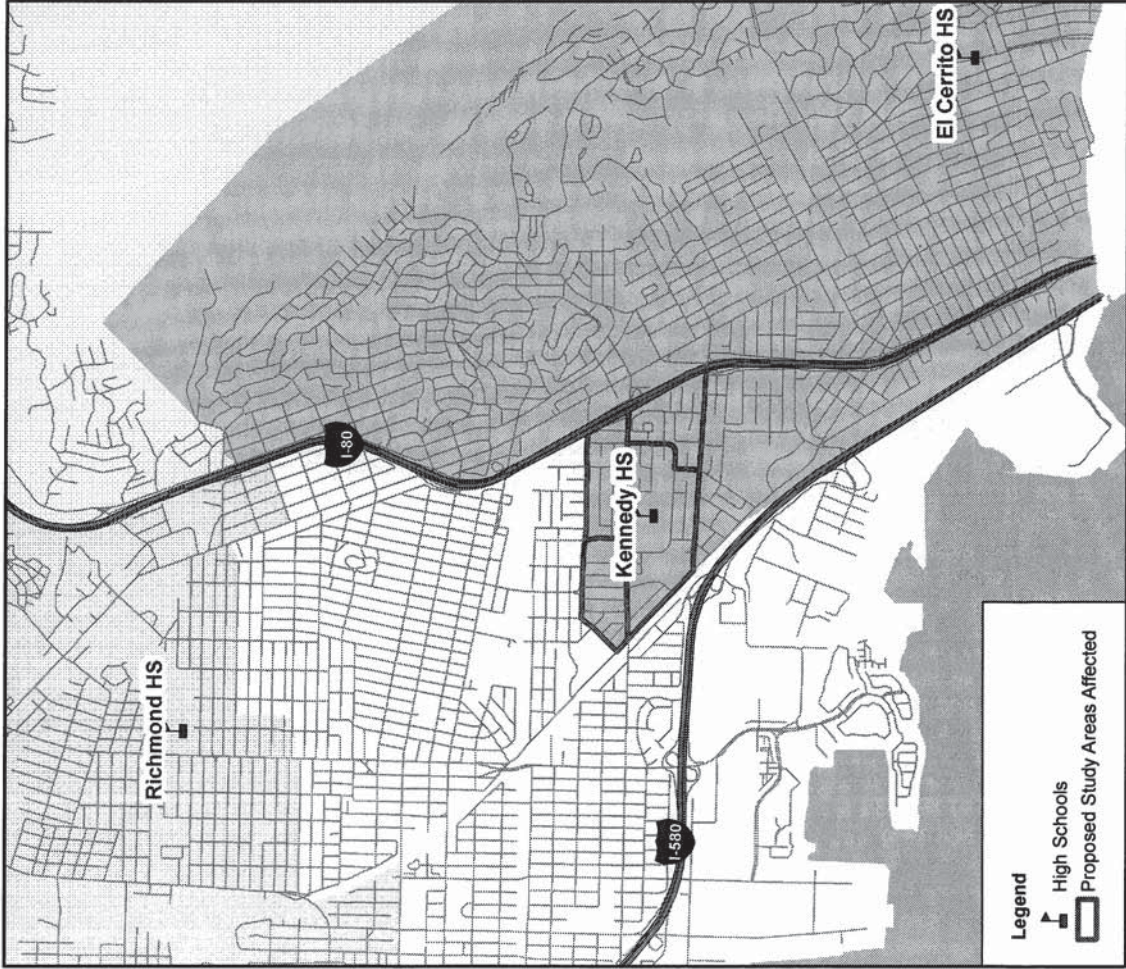 El Cerrito HS
I-80
Kennedy HS
Richmond HS
I-580
Legend
High Schools
Proposed Study Areas Affected